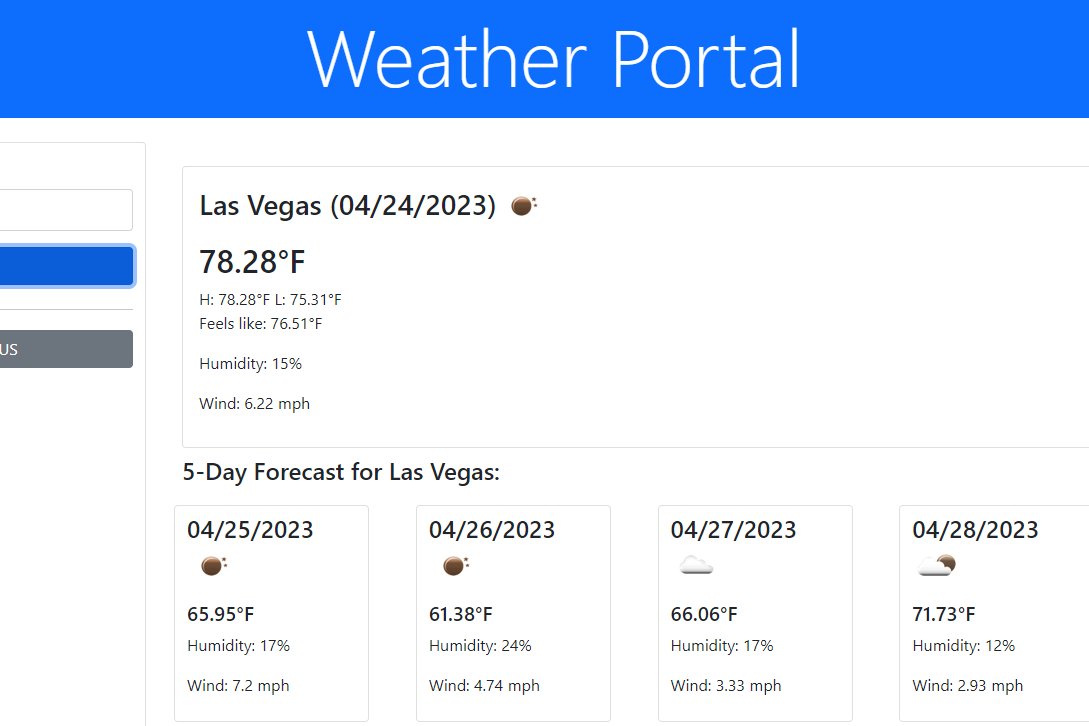 Weather Portal
US
Las Vegas (04/24/2023)
78.28°F
H: 78.28°F L: 75.31°F
Feels like: 76.51°F
Humidity: 15%
Wind: 6.22 mph
5-Day Forecast for Las Vegas:
04/25/2023
65.95°F
Humidity: 17%
Wind: 7.2 mph
04/26/2023
61.38°F
Humidity: 24%
Wind: 4.74 mph
04/27/2023
66.06°F
Humidity: 17%
Wind: 3.33 mph
04/28/2023
71.73°F
Humidity: 12%
Wind: 2.93 mph